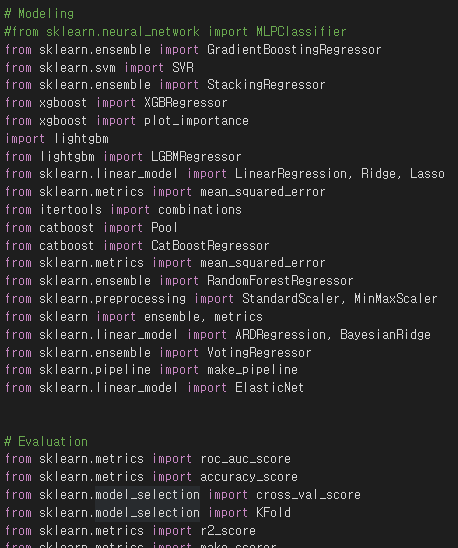 # Modeling
#from sklearn.neural_network import MLPClassifier
from sklearn.ensemble import GradientBoostingRegressor
from sklearn.svm import SVR
from sklearn.ensemble import StackingRegressor
from xgboost import XGBRegressor
from xgboost import plot_importance
import lightgbm
from lightgbm import LGBMRegressor
from sklearn.linear_model import LinearRegression, Ridge, Lasso
from sklearn.metrics import mean_squared_error
from itertools import combinations
from catboost import Pool
from catboost import CatBoostRegressor
from sklearn.metrics import mean_squared_error
from sklearn.ensemble import RandomForestRegressor
from sklearn.preprocessing import StandardScaler, MinMaxScaler
from sklearn import ensemble, metrics
from sklearn.linear_model import ARDRegression, BayesianRidge
from sklearn.ensemble import VotingRegressor
from sklearn.pipeline import make_pipeline
from sklearn.linear_model import ElasticNet
# Evaluation
from sklearn.metrics import roc_auc_score
from sklearn.metrics import accuracy_score
from sklearn.model_selection import cross_val_score
from sklearn.model_selection import KFold
from sklearn.metrics import r2_score
from sklearn.metrics import make_scorer